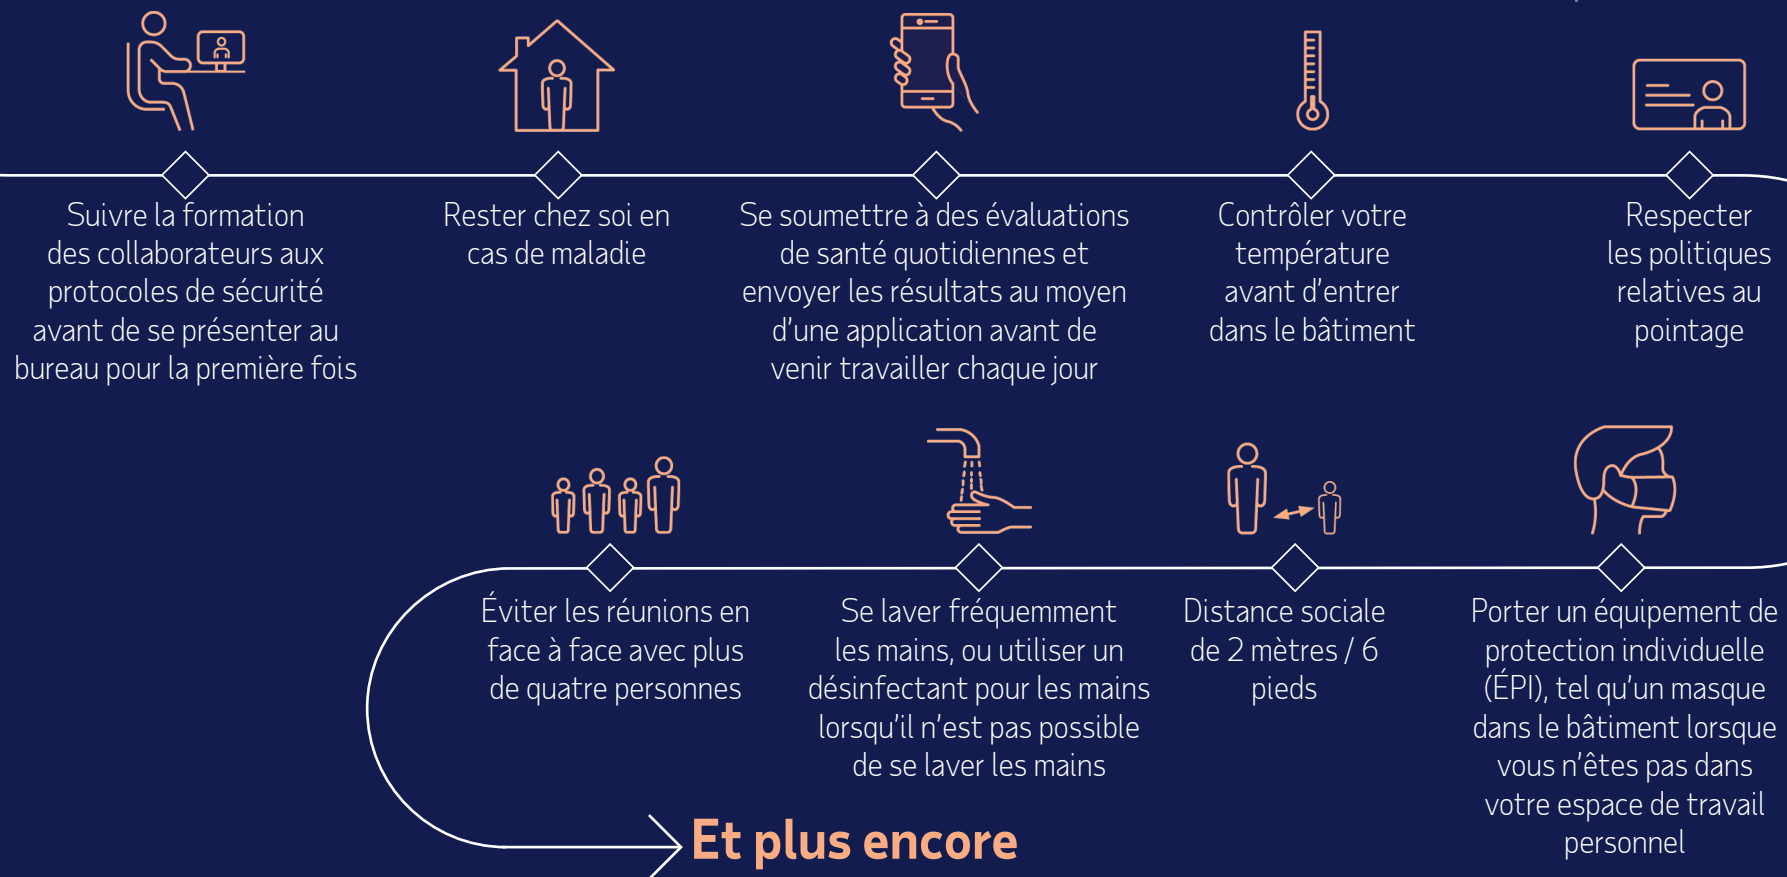 Suivre la formation
des collaborateurs aux
protocoles de sécurité
avant de se présenter au
bureau pour la première fois
Rester chez soi en
cas de maladie
Se soumettre à des évaluations
de santé quotidiennes et
envoyer les résultats au moyen
d'une application avant de
venir travailler chaque jour
Contrôler votre
température
avant d'entrer
dans le bâtiment
Respecter
les politiques
relatives au
pointage
Porter un équipement de
protection individuelle
(ÉPI), tel qu'un masque
dans le bâtiment lorsque
vous n'êtes pas dans
votre espace de travail
personnel
Distance sociale
de 2 mètres / 6
pieds
Se laver fréquemment
les mains, ou utiliser un
désinfectant pour les mains
lorsqu'il n'est pas possible
de se laver les mains
Éviter les réunions en
face à face avec plus
de quatre personnes
Et plus encore